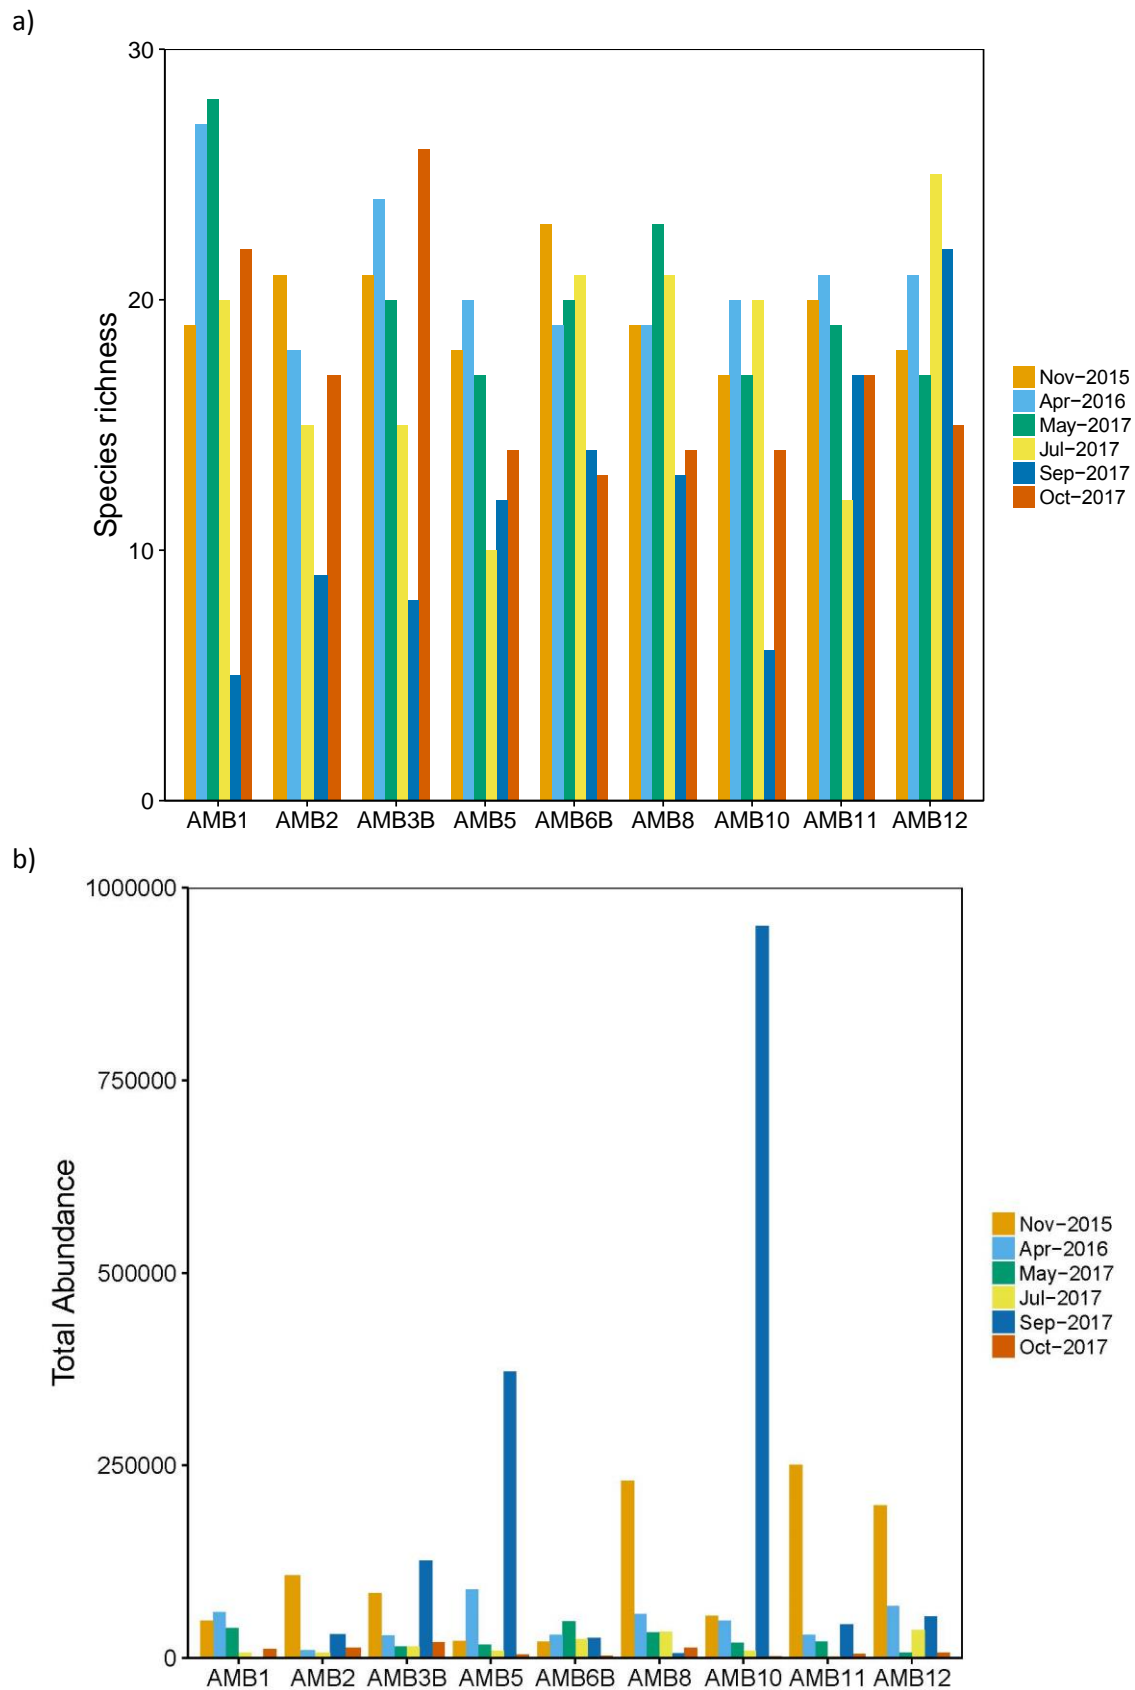 a)
30
20
10
0
Species richness
AMB1 AMB2 AMB3B AMB5 AMB6B AMB8 AMB10 AMB11 AMB12
Nov−2015
Apr−2016
May−2017
Jul−2017
Sep−2017
Oct−2017
b)
1000000
750000
500000
250000
0
Total Abundance
AMB1 AMB2 AMB3B AMB5 AMB6B AMB8 AMB10 AMB11 AMB12
Nov−2015
Apr−2016
May−2017
Jul−2017
Sep−2017
Oct−2017